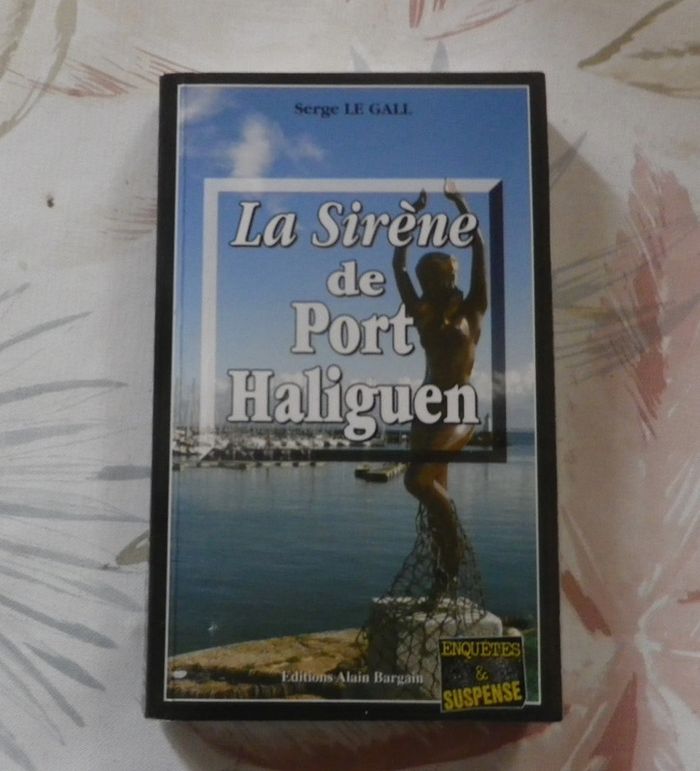 Serge LE GALL
La Sirène
de
Port
Haliguen
Editions Alain Bargain
ENQUÊTES
&
SUSPENSE